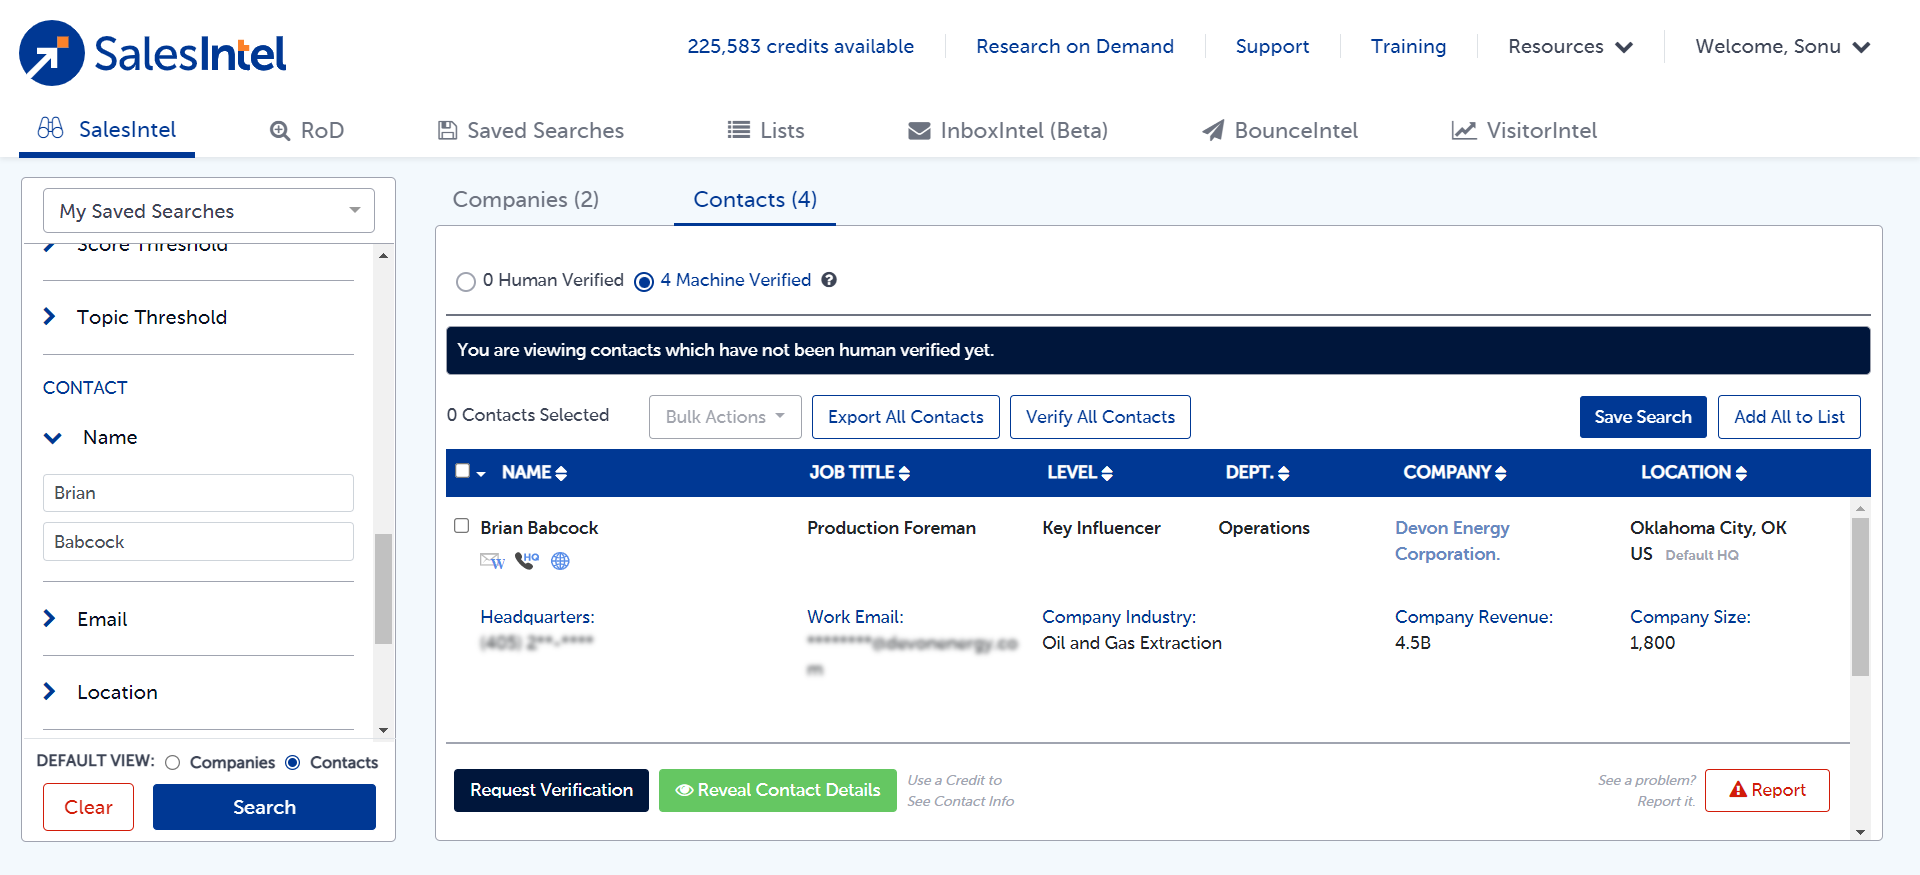 SalesIntel
225,583 credits available
Research on Demand
Support
Training
Resources
Welcome, Sonu
SalesIntel
RoD
Saved Searches
Lists
InboxIntel (Beta)
BounceIntel
VisitorIntel
My Saved Searches
Score Threshold
Topic Threshold
CONTACT
Name
Brian
Babcock
Email
Location
DEFAULT VIEW: Companies Contacts
Clear
Search
Companies (2)
Contacts (4)
0 Human Verified 4 Machine Verified ?
You are viewing contacts which have not been human verified yet.
0 Contacts Selected
Bulk Actions
Export All Contacts
Verify All Contacts
Save Search
Add All to List
NAME JOB TITLE LEVEL DEPT. COMPANY LOCATION
Brian Babcock
W HQ
Production Foreman
Key Influencer
Operations
Devon Energy
Corporation.
Oklahoma City, OK
US Default HQ
Headquarters:
(405) 2**-****
Work Email:
********@devonenergy.co
m
Company Industry:
Oil and Gas Extraction
Company Revenue:
4.5B
Company Size:
1,800
Request Verification
Reveal Contact Details
Use a Credit to
See Contact Info
See a problem?
Report it.
Report